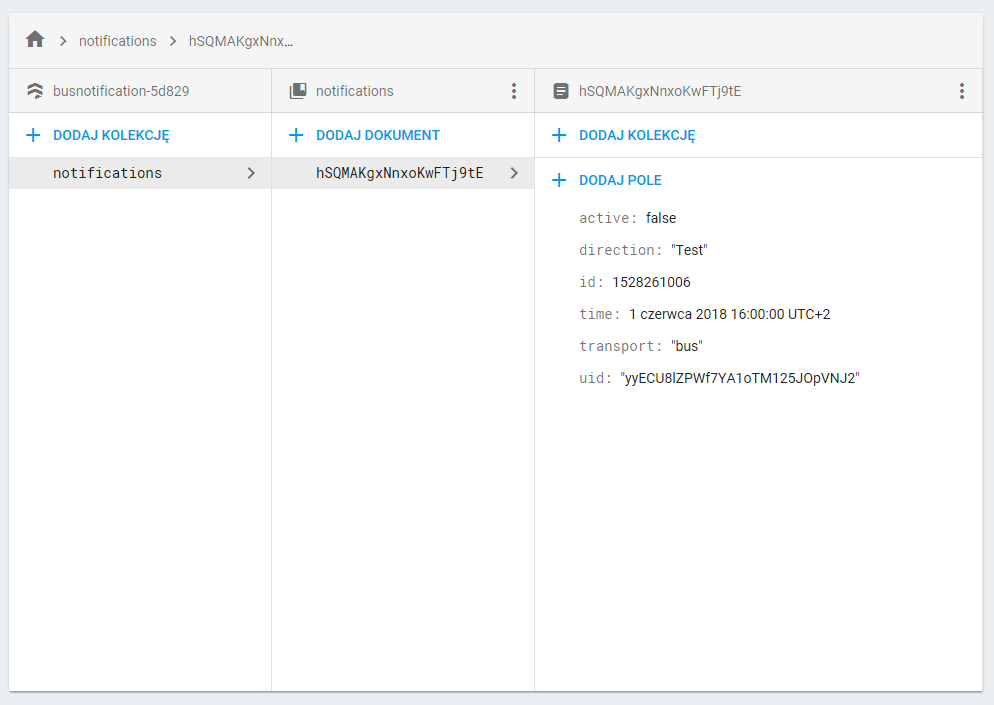 notifications hSQMAKgxNnx...
busnotification-5d829
DODAJ KOLEKCJĘ
notifications
notifications
DODAJ DOKUMENT
hSQMAKgxNnxoKwFTj9tE
hSQMAKgxNnxoKwFTj9tE
DODAJ KOLEKCJĘ
DODAJ POLE
active: false
direction: "Test"
id: 1528261006
time: 1 czerwca 2018 16:00:00 UTC+2
transport: "bus"
uid: "yyECU8lZPWf7YA1oTM125JOpVNJ2"